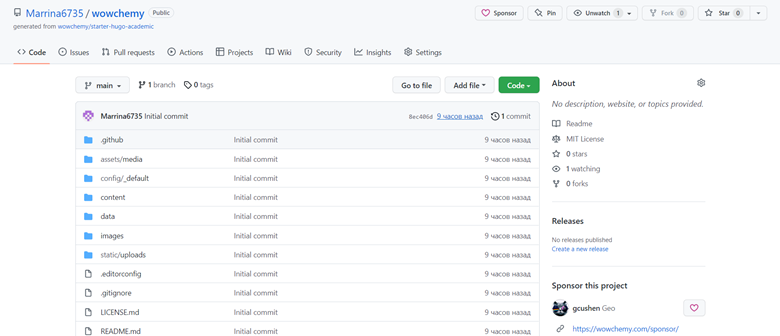 Marrina6735 / wowchemy Public
generated from wowchemy/starter-hugo-academic
Sponsor Pin Unwatch 1 Fork 0 Star 0
Code Issues Pull requests Actions Projects Wiki Security Insights Settings
main 1 branch 0 tags Go to file Add file Code
Marrina6735 Initial commit 8ec406d 9 часов назад 1 commit
.github Initial commit 9 часов назад
assets/media Initial commit 9 часов назад
config/_default Initial commit 9 часов назад
content Initial commit 9 часов назад
data Initial commit 9 часов назад
images Initial commit 9 часов назад
static/uploads Initial commit 9 часов назад
.editorconfig Initial commit 9 часов назад
.gitignore Initial commit 9 часов назад
LICENSE.md Initial commit 9 часов назад
README.md Initial commit 9 часов назад
About
No description, website, or topics provided.
Readme
MIT License
0 stars
1 watching
0 forks
Releases
No releases published
Create a new release
Sponsor this project
gcushen Geo
https://wowchemy.com/sponsor/